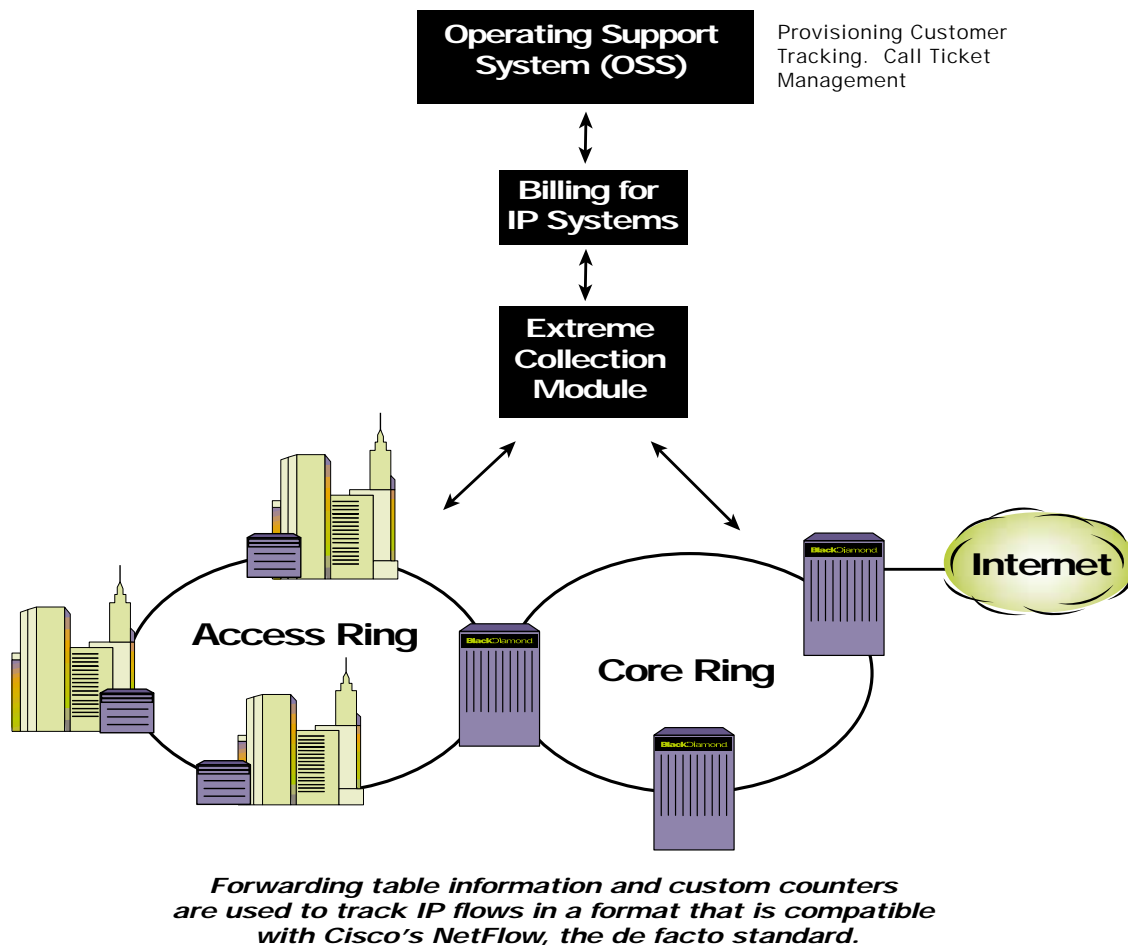 Operating Support
System (OSS)
Provisioning Customer
Tracking. Call Ticket
Management
Billing for
IP Systems
Extreme
Collection
Module
BlackDiamond
Internet
Access Ring
BlackDiamond
Core Ring
BlackDiamond
Forwarding table information and custom counters
are used to track IP flows in a format that is compatible
with Cisco's NetFlow, the de facto standard.